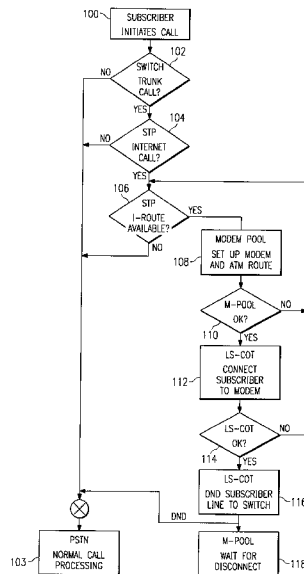 100
SUBSCRIBER
INITIATES CALL
102
SWITCH
TRUNK
CALL?
NO
YES
104
STP
INTERNET
CALL?
NO
YES
106
STP
I-ROUTE
AVAILABLE?
YES
NO
MODEM POOL
SET UP MODEM
AND ATM ROUTE
108
M-POOL
OK?
NO
110
YES
LS-COT
CONNECT
SUBSCRIBER
TO MODEM
112
LS-COT
OK?
NO
114
YES
LS-COT
DND SUBSCRIBER
LINE TO SWITCH
116
DND
PSTN
NORMAL CALL
PROCESSING
103
M-POOL
WAIT FOR
DISCONNECT
118